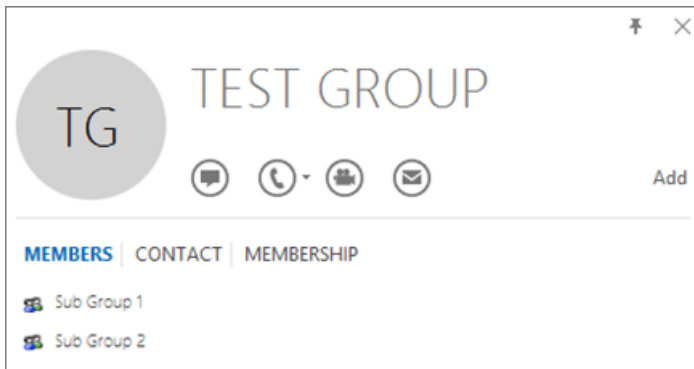 TG
TEST GROUP
Add
MEMBERS CONTACT MEMBERSHIP
Sub Group 1
Sub Group 2